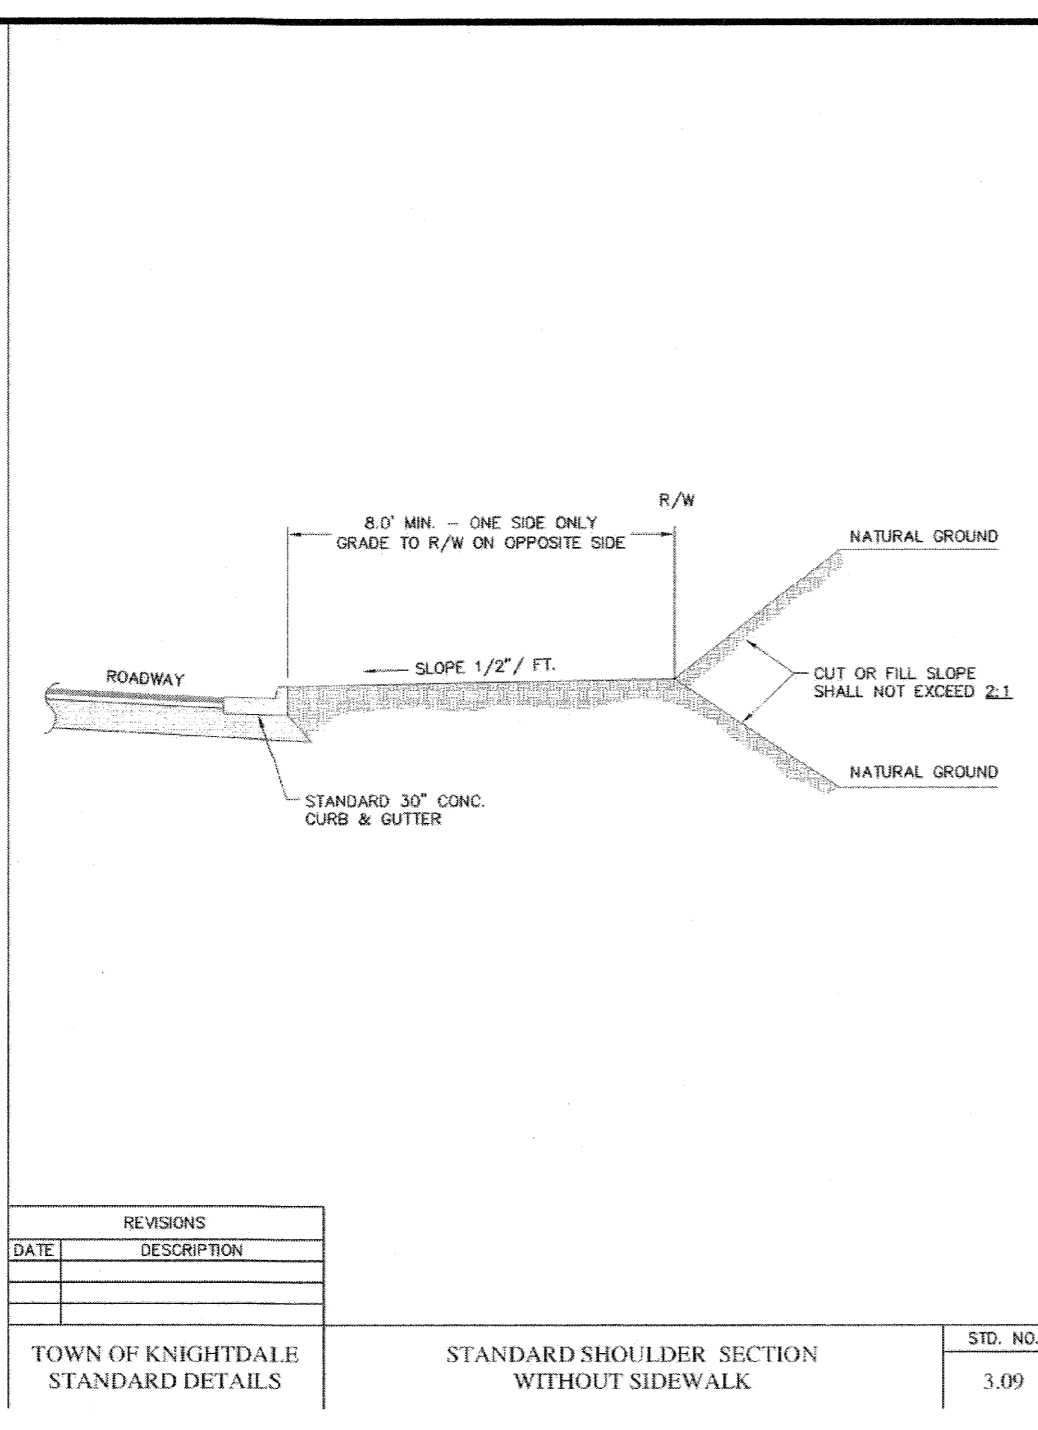 R/W
8.0' MIN. – ONE SIDE ONLY
GRADE TO R/W ON OPPOSITE SIDE
NATURAL GROUND
SLOPE 1/2"/ FT.
ROADWAY
CUT OR FILL SLOPE
SHALL NOT EXCEED 2:1
NATURAL GROUND
STANDARD 30" CONC.
CURB & GUTTER
REVISIONS
DATE DESCRIPTION
TOWN OF KNIGHTDALE
STANDARD DETAILS
STANDARD SHOULDER SECTION
WITHOUT SIDEWALK
STD. NO.
3.09